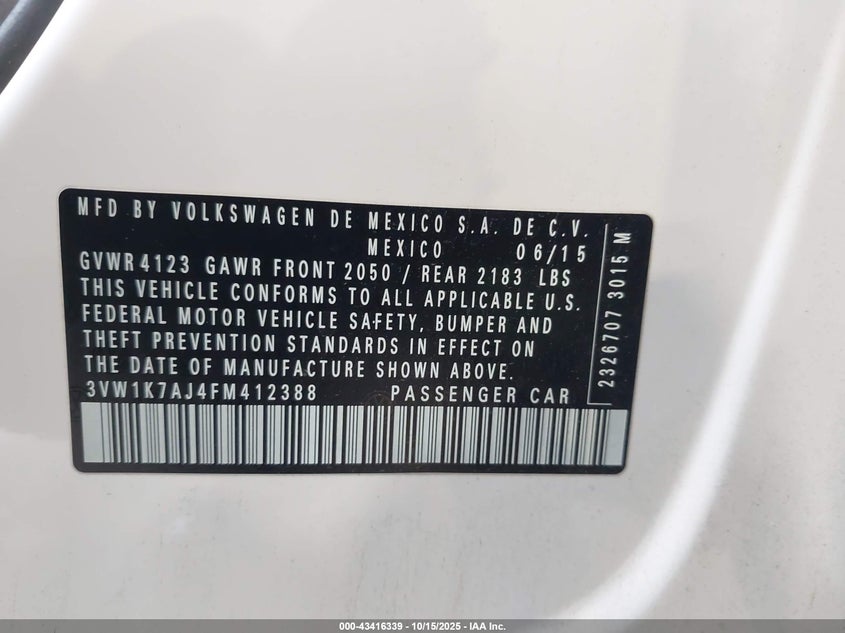 MFD BY VOLKSWAGEN DE MEXICO S.A. DE C.V.
MEXICO 06/15
GVWR 4123 GAWR FRONT 2050 / REAR 2183 LBS
THIS VEHICLE CONFORMS TO ALL APPLICABLE U.S.
FEDERAL MOTOR VEHICLE SAFETY, BUMPER AND
THEFT PREVENTION STANDARDS IN EFFECT ON
THE DATE OF MANUFACTURE SHOWN ABOVE.
3VW1K7AJ4FM412388 PASSENGER CAR
2326707 3015 M
000-43416339 - 10/15/2025 - IAA Inc.